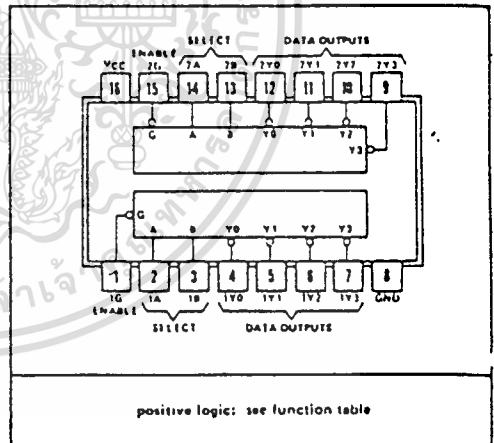 SELECT DATA OUTPUTS
ENABLE
VCC 2G 2A 2B 2Y0 2Y1 2Y2 2Y3
16 15 14 13 12 11 10 9
G A B Y0 Y1 Y2
Y3
G
A B Y0 Y1 Y2 Y3
1 2 3 4 5 6 7 8
1G 1A 1B 1Y0 1Y1 1Y2 1Y3 GND
ENABLE
SELECT DATA OUTPUTS
positive logic: see function table